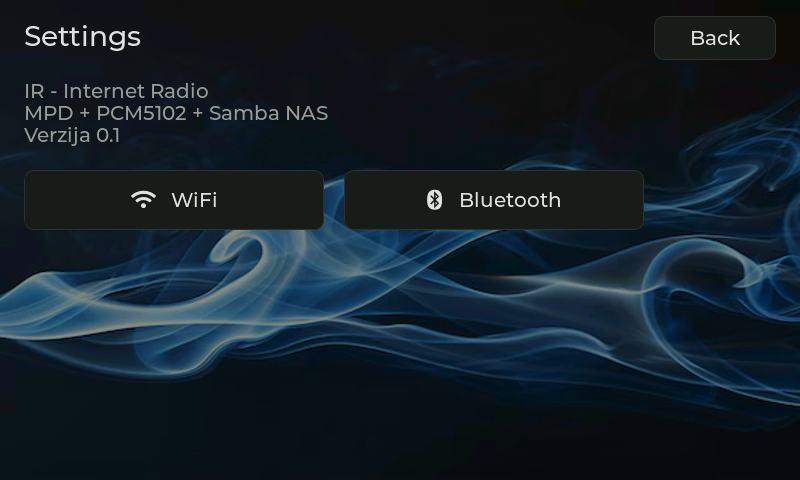 Settings
Back
IR - Internet Radio
MPD + PCM5102 + Samba NAS
Verzija 0.1
WiFi
Bluetooth